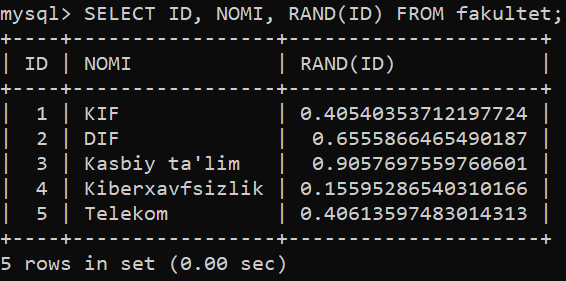 mysql> SELECT ID, NOMI, RAND(ID) FROM fakultet;
+----+-----------------+---------------------+
| ID | NOMI            | RAND(ID)            |
+----+-----------------+---------------------+
|  1 | KIF             | 0.40540353712197724 |
|  2 | DIF             |  0.6555866465490187 |
|  3 | Kasbiy ta'lim   |  0.9057697559760601 |
|  4 | Kiberxavfsizlik | 0.15595286540310166 |
|  5 | Telekom         | 0.40613597483014313 |
+----+-----------------+---------------------+
5 rows in set (0.00 sec)